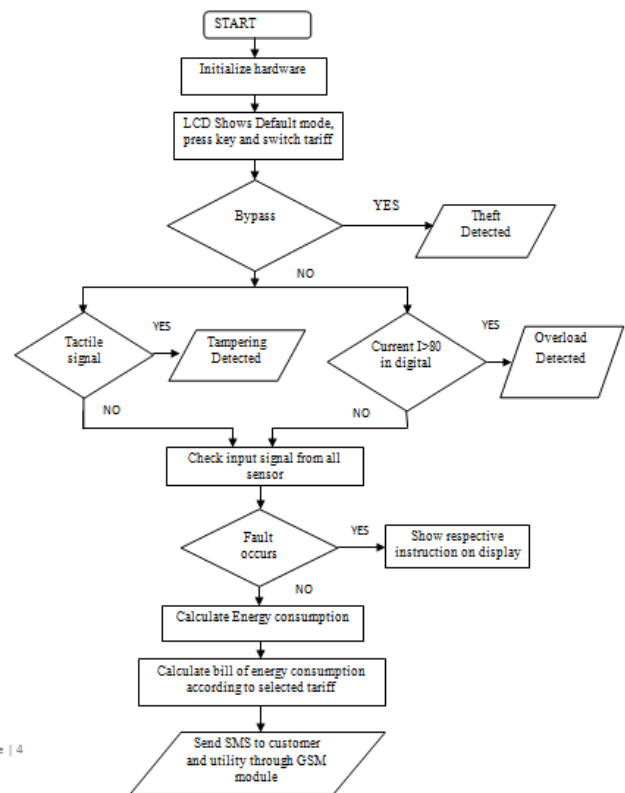 START
Initialize hardware
LCD Shows Default mode,
press key and switch tariff
Bypass
YES
Theft
Detected
NO
Tactile
signal
YES
Tampering
Detected
Current I>80
in digital
YES
Overload
Detected
NO
NO
Check input signal from all
sensor
Fault
occurs
YES
Show respective
instruction on display
NO
Calculate Energy consumption
Calculate bill of energy consumption
according to selected tariff
e | 4
Send SMS to customer
and utility through GSM
module